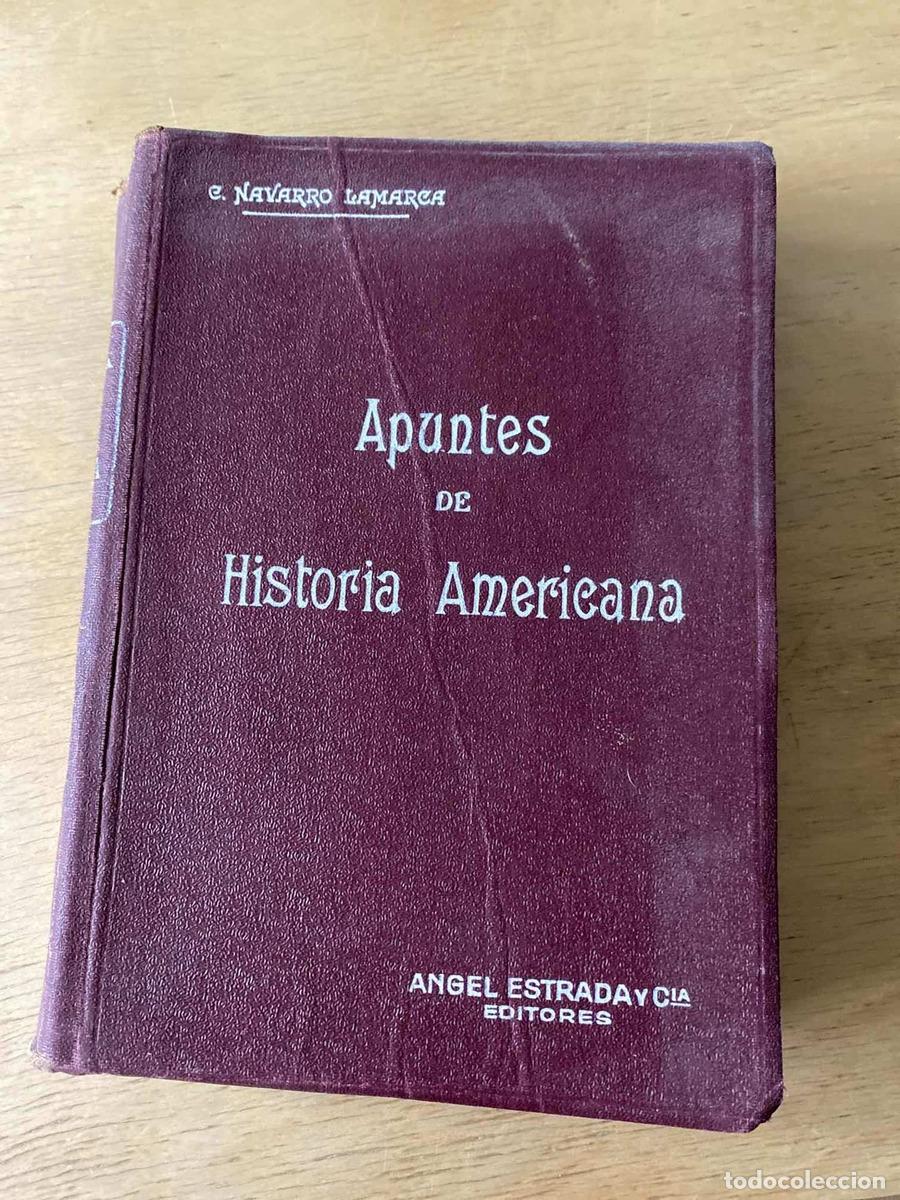 C. NAVARRO LAMARCA
Apuntes
DE
Historia Americana
ANGEL ESTRADA Y CIA
EDITORES
todocoleccion